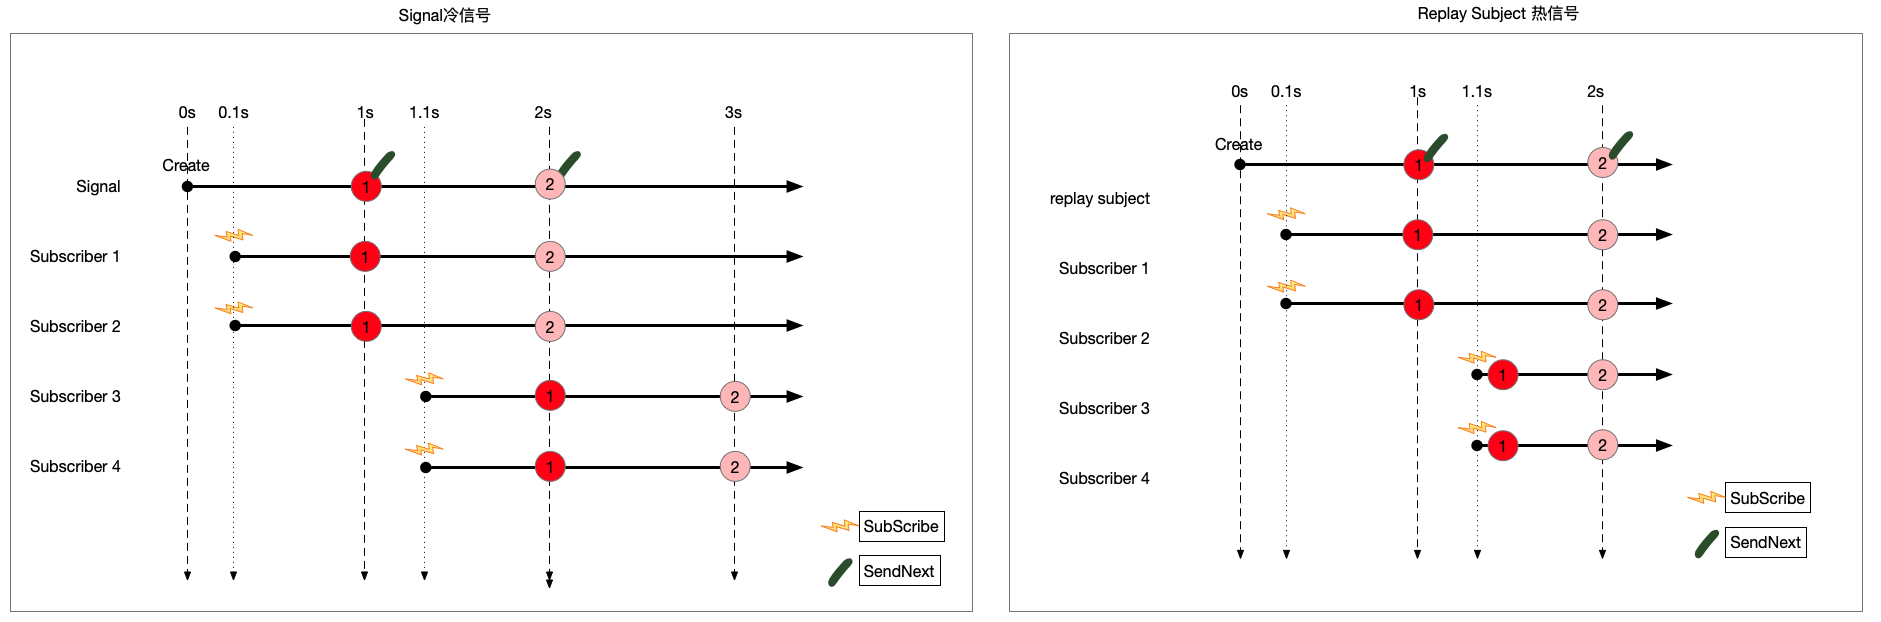 Signal冷信号
0s 0.1s 1s 1.1s 2s 3s
Create
Signal 1 2
Subscriber 1 1 2
Subscriber 2 1 2
Subscriber 3 1 2
Subscriber 4 1 2
SubScribe
SendNext
Replay Subject 热信号
0s 0.1s 1s 1.1s 2s
Create
1 2
replay subject
1 2
Subscriber 1
1 2
Subscriber 2
1 2
Subscriber 3
1 2
Subscriber 4
SubScribe
SendNext